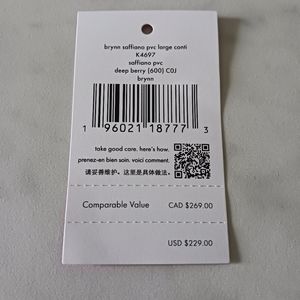 brynn saffiano pvc large conti
K4697
saffiano pvc
deep berry (600) C0J
brynn
1 96021 18777 3
take good care. here's how.
prenez-en bien soin. voici comment.
请妥善维护。这里是具体做法。
Comparable Value CAD $269.00
USD $229.00